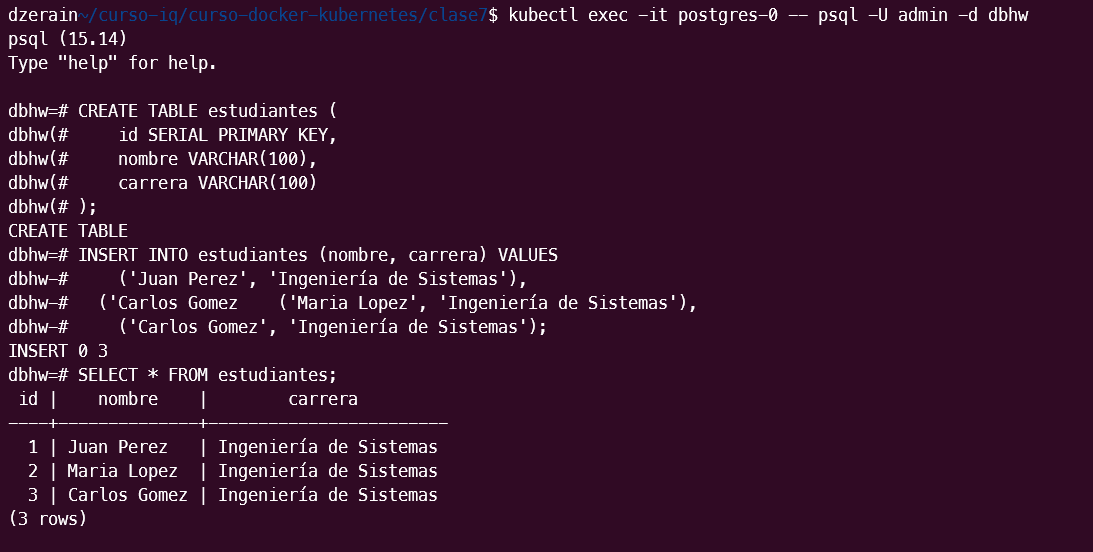 dzerain~/curso-iq/curso-docker-kubernetes/clase7$ kubectl exec -it postgres-0 -- psql -U admin -d dbhw
psql (15.14)
Type "help" for help.

dbhw=# CREATE TABLE estudiantes (
dbhw(#     id SERIAL PRIMARY KEY,
dbhw(#     nombre VARCHAR(100),
dbhw(#     carrera VARCHAR(100)
dbhw(# );
CREATE TABLE
dbhw=# INSERT INTO estudiantes (nombre, carrera) VALUES
dbhw-#     ('Juan Perez', 'Ingeniería de Sistemas'),
dbhw-#   ('Carlos Gomez    ('Maria Lopez', 'Ingeniería de Sistemas'),
dbhw-#     ('Carlos Gomez', 'Ingeniería de Sistemas');
INSERT 0 3
dbhw=# SELECT * FROM estudiantes;
 id |    nombre    |        carrera
----+--------------+------------------------
  1 | Juan Perez   | Ingeniería de Sistemas
  2 | Maria Lopez  | Ingeniería de Sistemas
  3 | Carlos Gomez | Ingeniería de Sistemas
(3 rows)